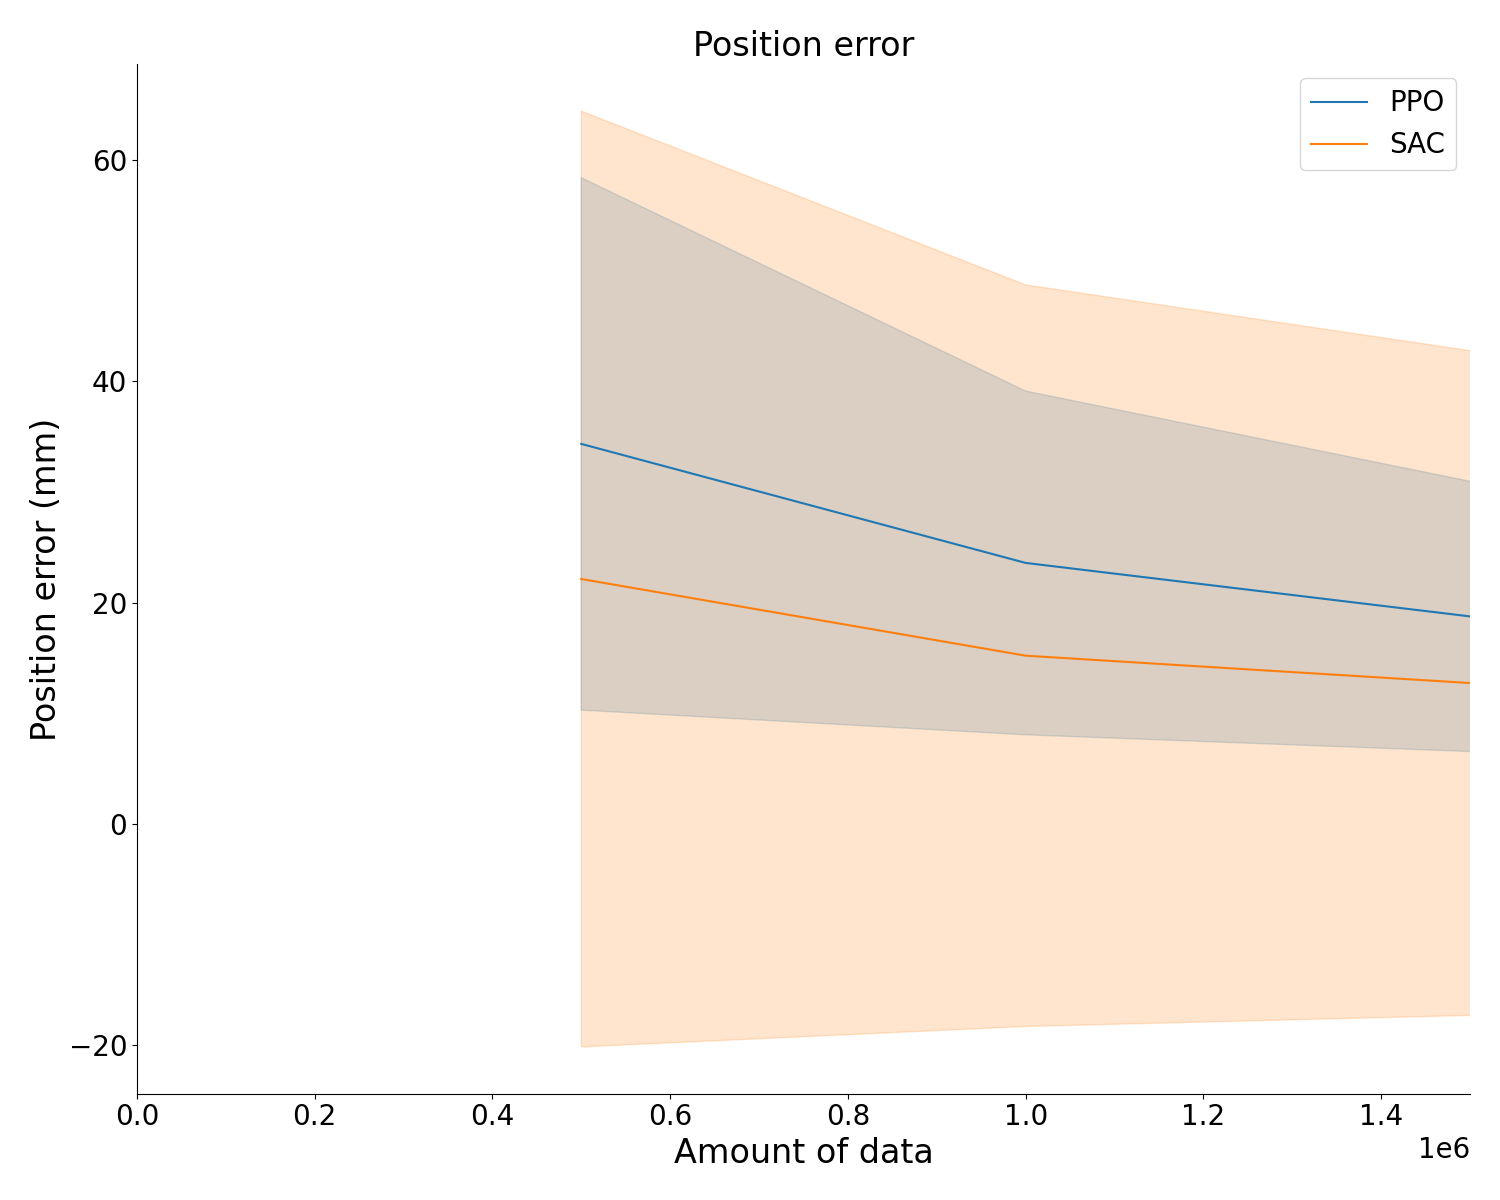 Position error
PPO
SAC
Position error (mm)
60
40
20
0
−20
0.0 0.2 0.4 0.6 0.8 1.0 1.2 1.4
1e6
Amount of data